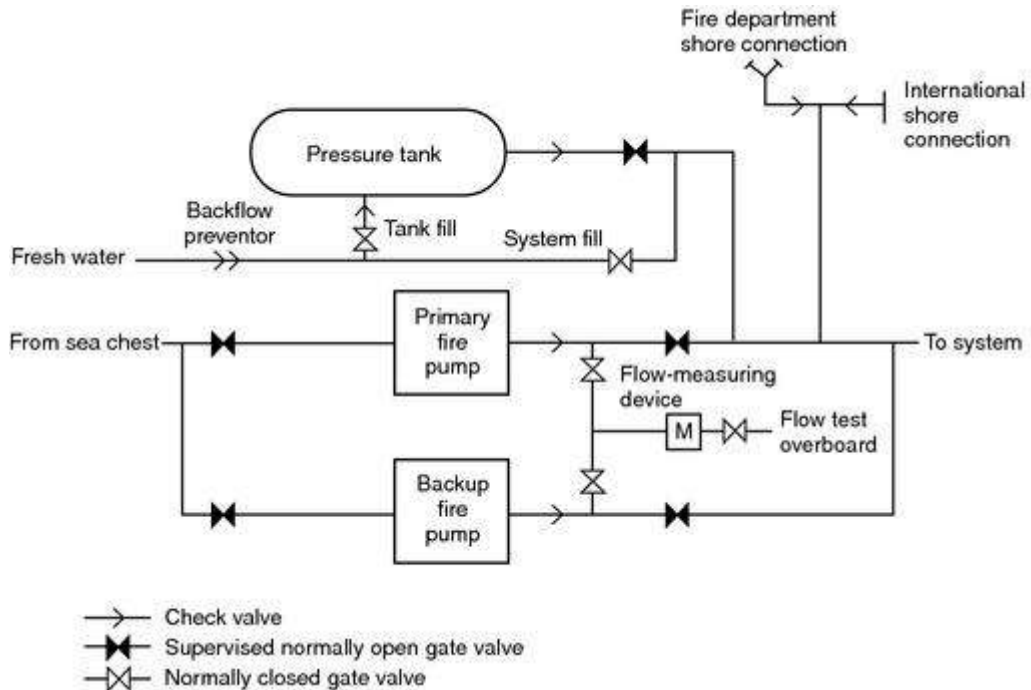 Fire department
shore connection
International
shore
connection
Pressure tank
Backflow
preventor
Tank fill
System fill
Fresh water
Primary
fire
pump
From sea chest
To system
Flow-measuring
device
M
Flow test
overboard
Backup
fire
pump
Check valve
Supervised normally open gate valve
Normally closed gate valve